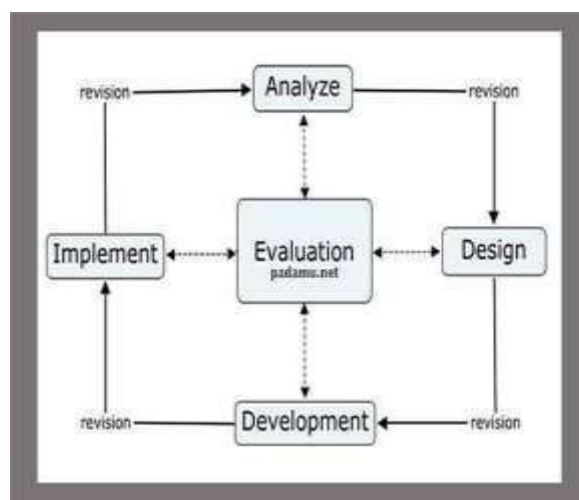 Analyze
revision
revision
Implement
Evaluation
padamu.net
Design
revision
revision
Development